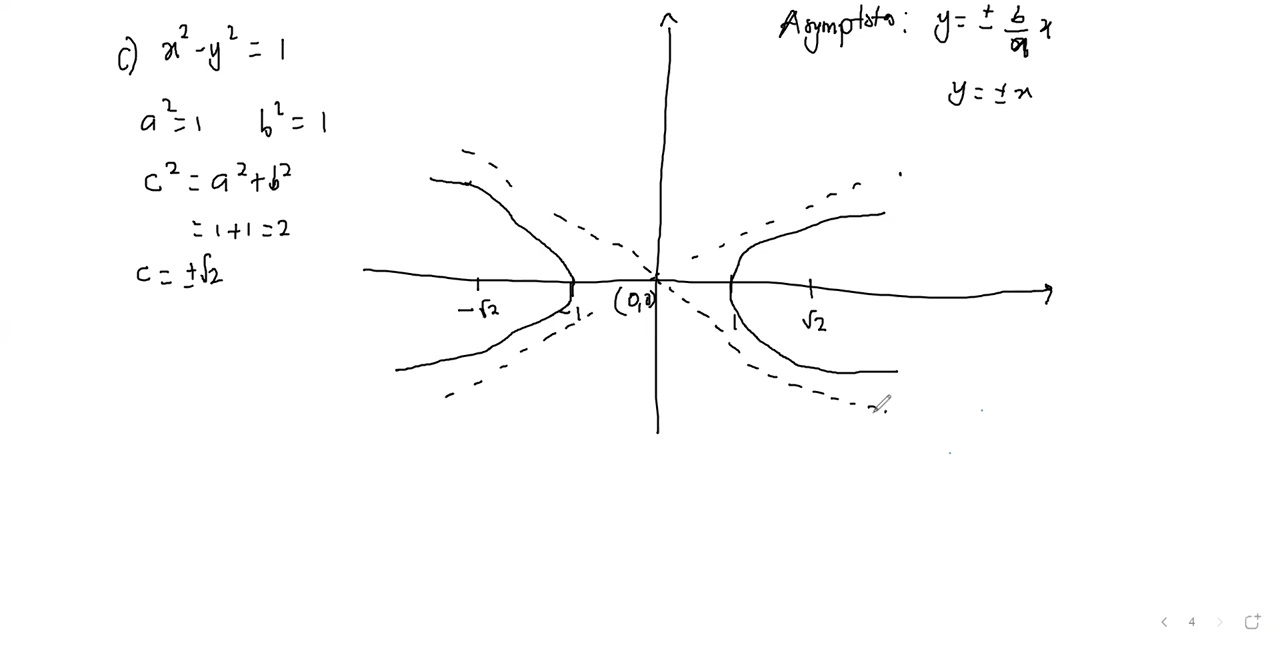 c) x² - y² = 1
a² = 1 b² = 1
c² = a² + b²
= 1 + 1 = 2
c = ±√2
Asymptotes: y = ± b/a x
y = ± x
-√2 -1 (0,0) 1 √2
4